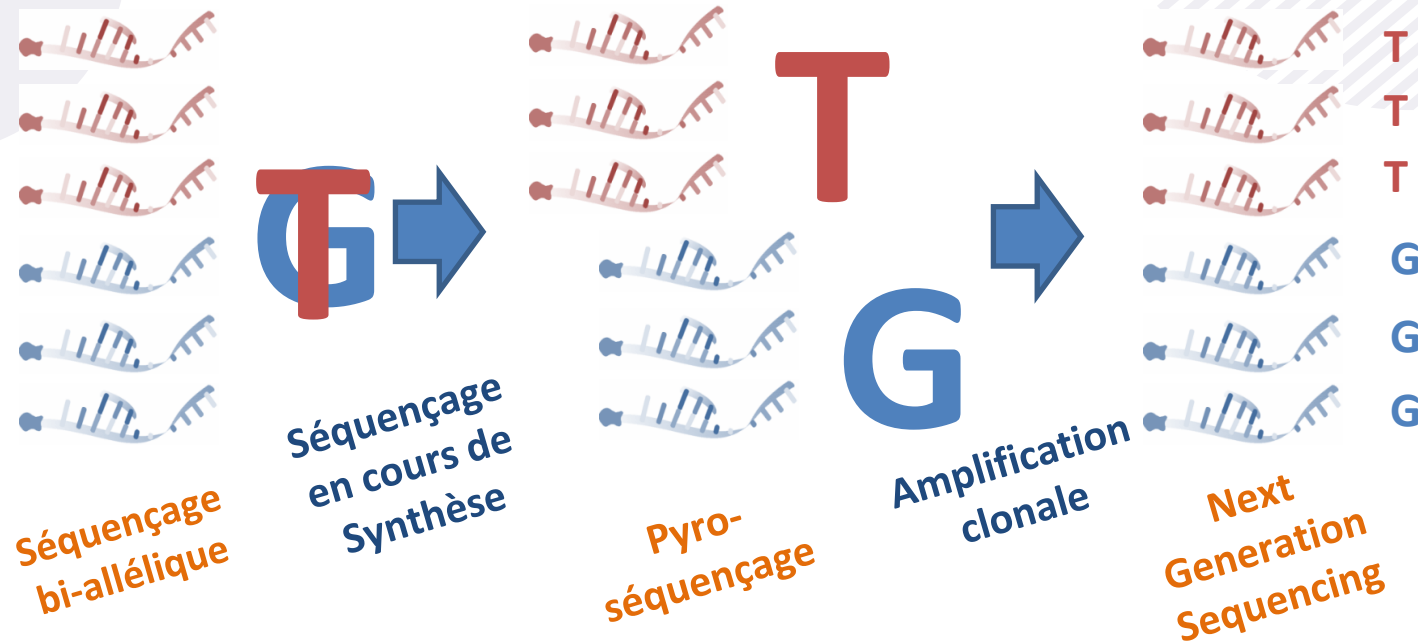 T
G
T
G
T
T
T
G
G
G
Séquençage
bi-allélique
Séquençage
en cours de
Synthèse
Pyro-
séquençage
Amplification
clonale
Next
Generation
Sequencing